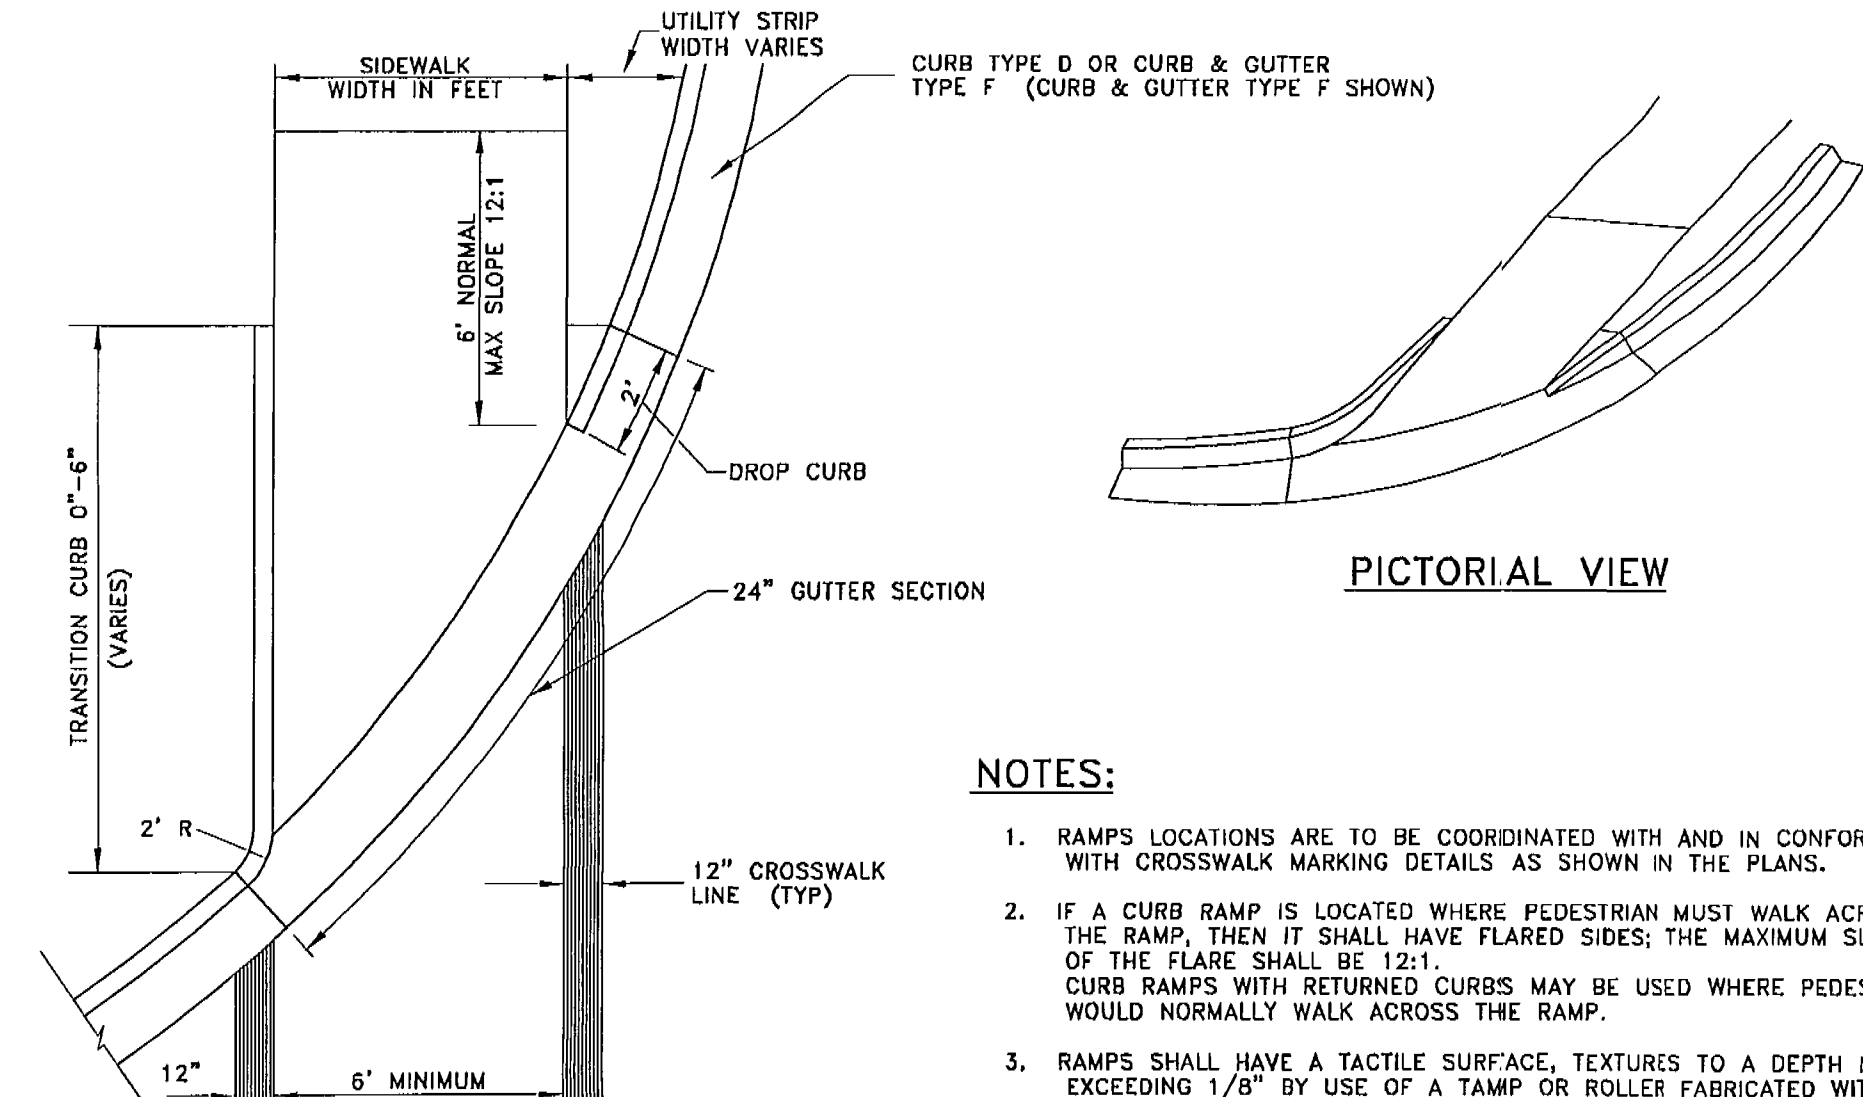 UTILITY STRIP
WIDTH VARIES
SIDEWALK
WIDTH IN FEET
CURB TYPE D OR CURB & GUTTER
TYPE F (CURB & GUTTER TYPE F SHOWN)
6' NORMAL
MAX SLOPE 12:1
2'
DROP CURB
TRANSITION CURB 0"-6"
(VARIES)
24" GUTTER SECTION
PICTORIAL VIEW
2' R
12" CROSSWALK
LINE (TYP)
12"
6' MINIMUM
NOTES:
1. RAMPS LOCATIONS ARE TO BE COORDINATED WITH AND IN CONFOR
WITH CROSSWALK MARKING DETAILS AS SHOWN IN THE PLANS.
2. IF A CURB RAMP IS LOCATED WHERE PEDESTRIAN MUST WALK ACR
THE RAMP, THEN IT SHALL HAVE FLARED SIDES; THE MAXIMUM SL
OF THE FLARE SHALL BE 12:1.
CURB RAMPS WITH RETURNED CURBS MAY BE USED WHERE PEDES
WOULD NORMALLY WALK ACROSS THE RAMP.
3. RAMPS SHALL HAVE A TACTILE SURFACE, TEXTURES TO A DEPTH
EXCEEDING 1/8" BY USE OF A TAMP OR ROLLER FABRICATED WIT